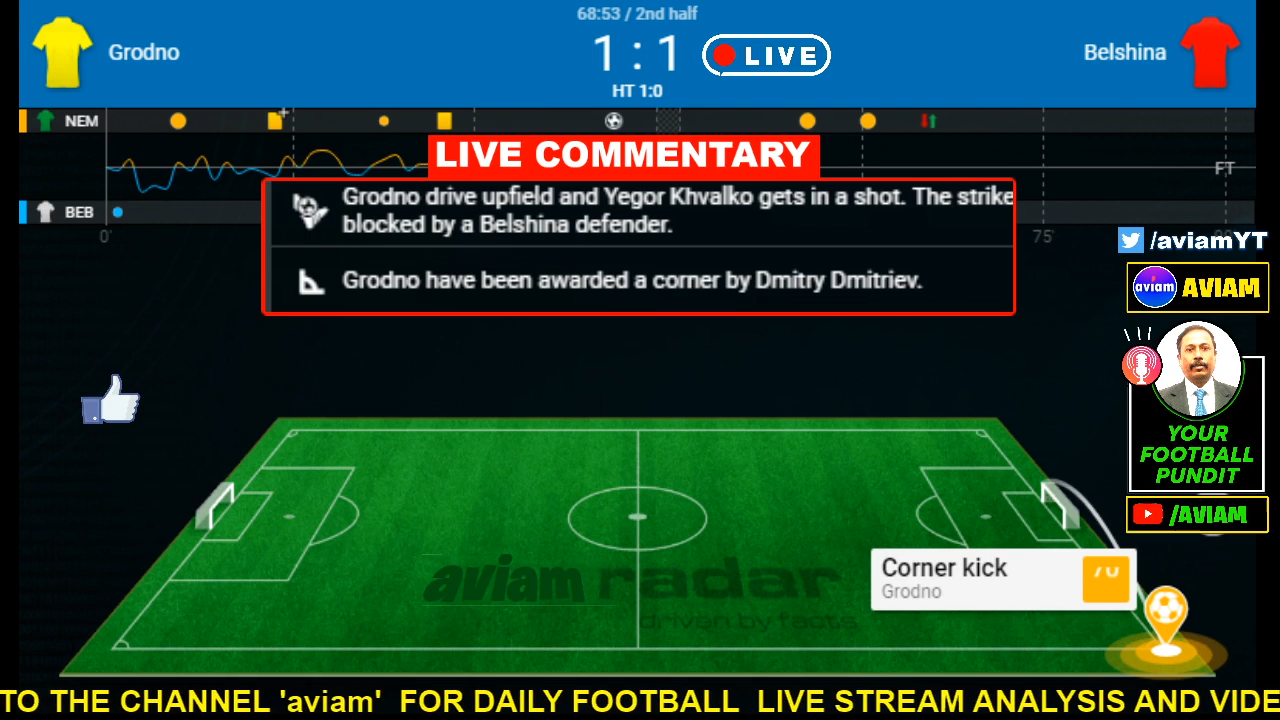 68:53 / 2nd half
Grodno
1 : 1
LIVE
Belshina
HT 1:0
NEM
LIVE COMMENTARY
FT
Grodno drive upfield and Yegor Khvalko gets in a shot. The strike
blocked by a Belshina defender.
BEB
0'
75'
90'
/aviamYT
Grodno have been awarded a corner by Dmitry Dmitriev.
aviam AVIAM
YOUR
FOOTBALL
PUNDIT
/AVIAM
Corner kick
Grodno
aviam radar
driven by facts
TO THE CHANNEL 'aviam' FOR DAILY FOOTBALL LIVE STREAM ANALYSIS AND VIDE